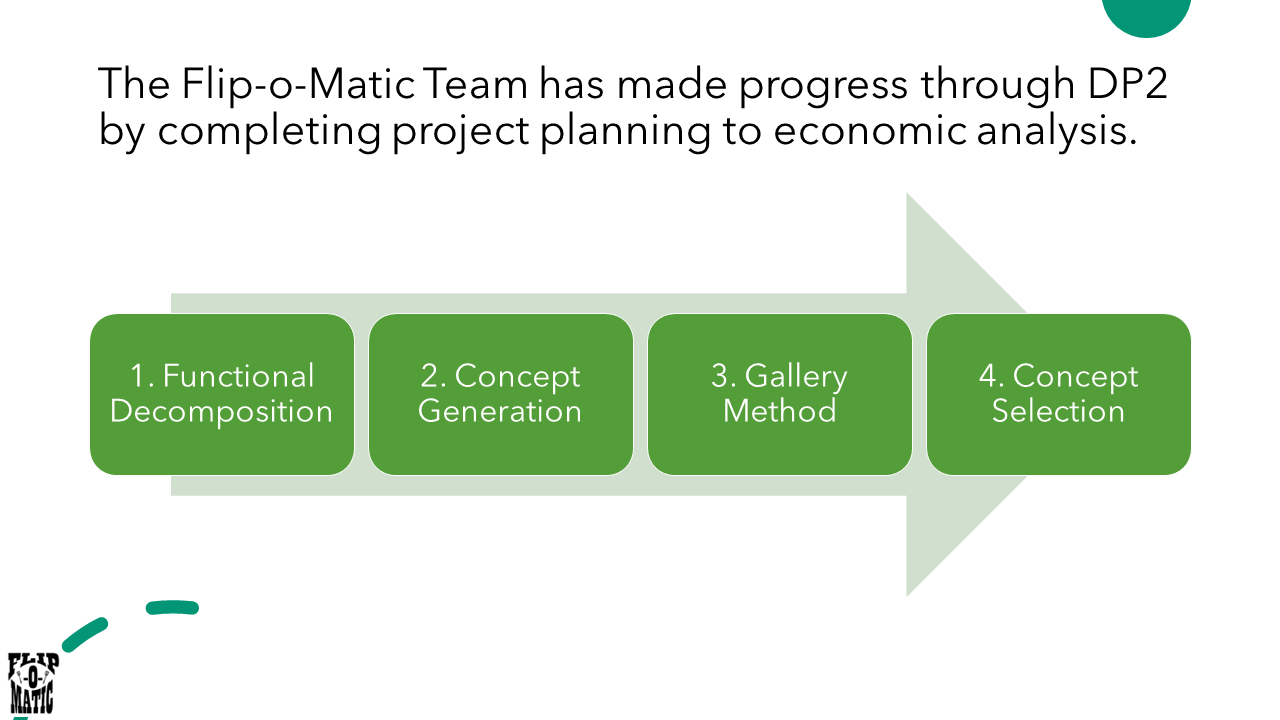 The Flip-o-Matic Team has made progress through DP2
by completing project planning to economic analysis.
1. Functional
Decomposition
2. Concept
Generation
3. Gallery
Method
4. Concept
Selection
FLIP
-O-
MATIC